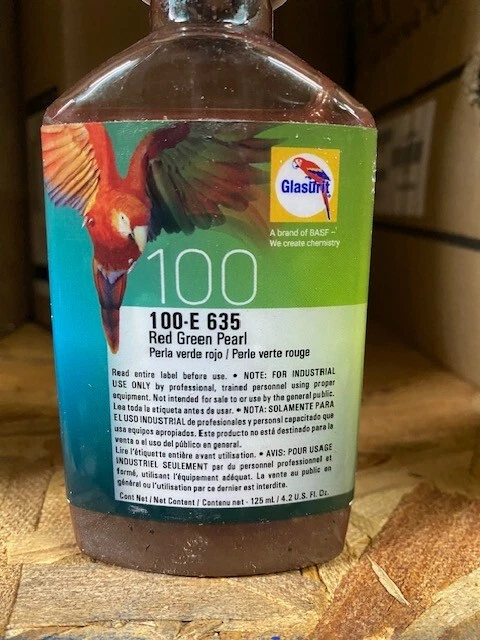 Glasurit
A brand of BASF –
We create chemistry
100
100-E 635
Red Green Pearl
Perla verde rojo / Perle verte rouge
Read entire label before use. • NOTE: FOR INDUSTRIAL
USE ONLY by professional, trained personnel using proper
equipment. Not intended for sale to or use by the general public.
Lea toda la etiqueta antes de usar. • NOTA: SOLAMENTE PARA
EL USO INDUSTRIAL de profesionales y personal capacitado que
usa equipos apropiados. Este producto no está destinado para la
venta o al uso del público en general.
Lire l'étiquette entière avant utilisation. • AVIS: POUR USAGE
INDUSTRIEL SEULEMENT par du personnel professionnel et
formé, utilisant l'équipement adéquat. La vente au public en
général ou l'utilisation par ce dernier est interdite.
Cont Net / Net Content / Contenu net - 125 mL / 4.2 U.S. Fl. Oz.